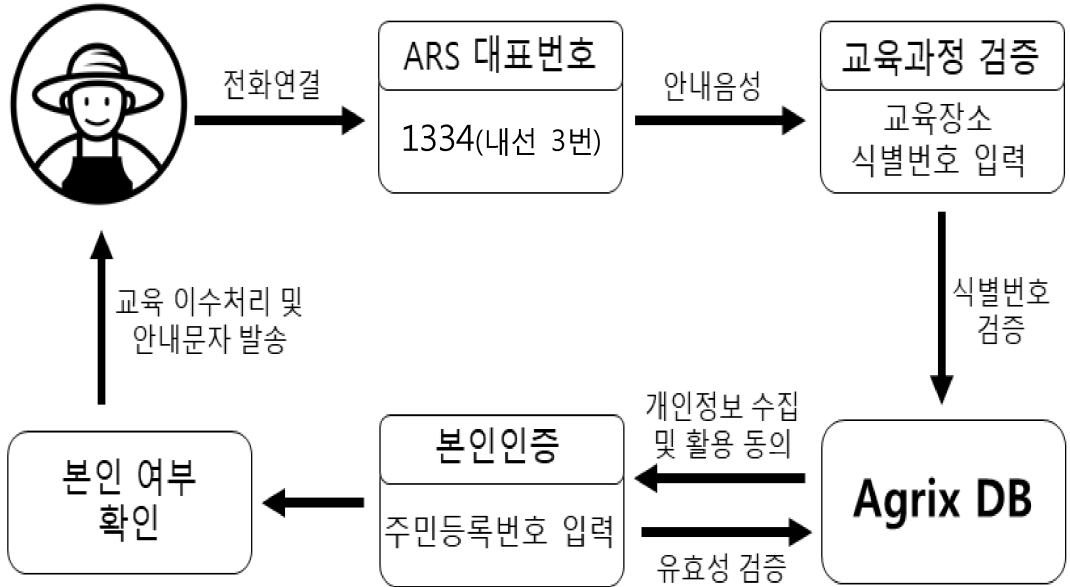 전화연결
ARS 대표번호
1334(내선 3번)
안내음성
교육과정 검증
교육장소
식별번호 입력
식별번호
검증
Agrix DB
개인정보 수집
및 활용 동의
유효성 검증
본인인증
주민등록번호 입력
본인 여부
확인
교육 이수처리 및
안내문자 발송